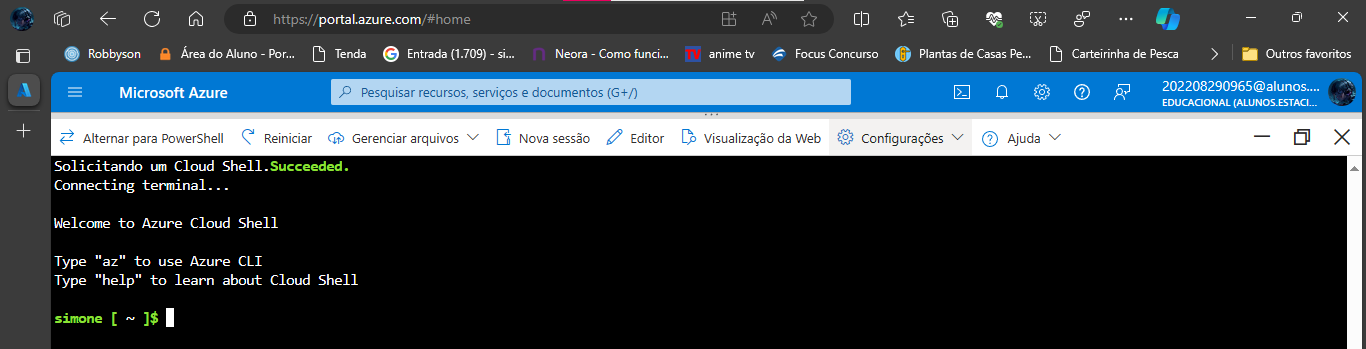 https://portal.azure.com/#home
Robbyson
Área do Aluno - Por...
Tenda
Entrada (1.709) - si...
Neora - Como funci...
anime tv
Focus Concurso
Plantas de Casas Pe...
Carteirinha de Pesca
Outros favoritos
Microsoft Azure
Pesquisar recursos, serviços e documentos (G+/)
202208290965@alunos....
EDUCACIONAL (ALUNOS.ESTACI...
Alternar para PowerShell
Reiniciar
Gerenciar arquivos
Nova sessão
Editor
Visualização da Web
Configurações
Ajuda
Solicitando um Cloud Shell.Succeeded.
Connecting terminal...
Welcome to Azure Cloud Shell
Type "az" to use Azure CLI
Type "help" to learn about Cloud Shell
simone [ ~ ]$